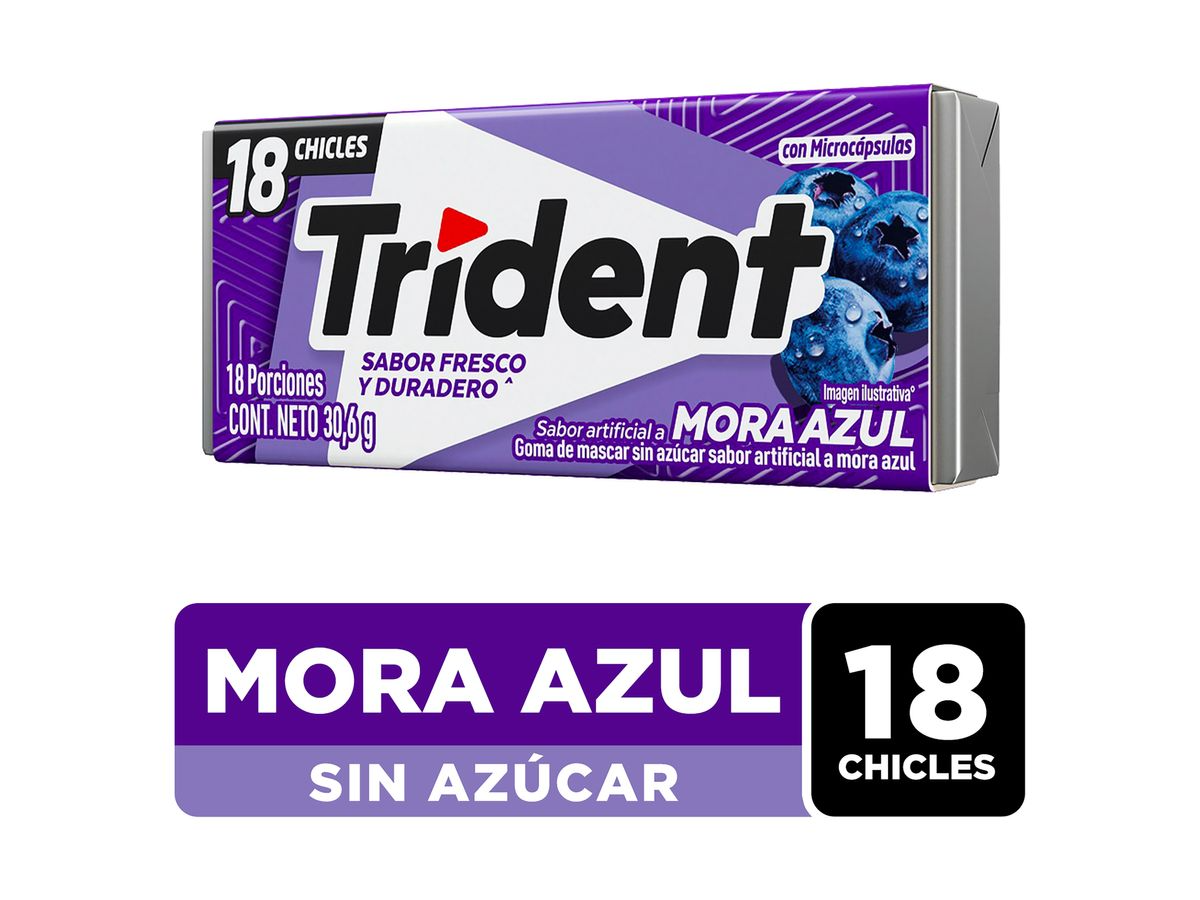 18 CHICLES
con Microcápsulas
Trident
SABOR FRESCO
Y DURADERO ^
18 Porciones
CONT. NETO 30,6 g
Imagen ilustrativa°
Sabor artificial a MORA AZUL
Goma de mascar sin azúcar sabor artificial a mora azul
MORA AZUL
SIN AZÚCAR
18
CHICLES